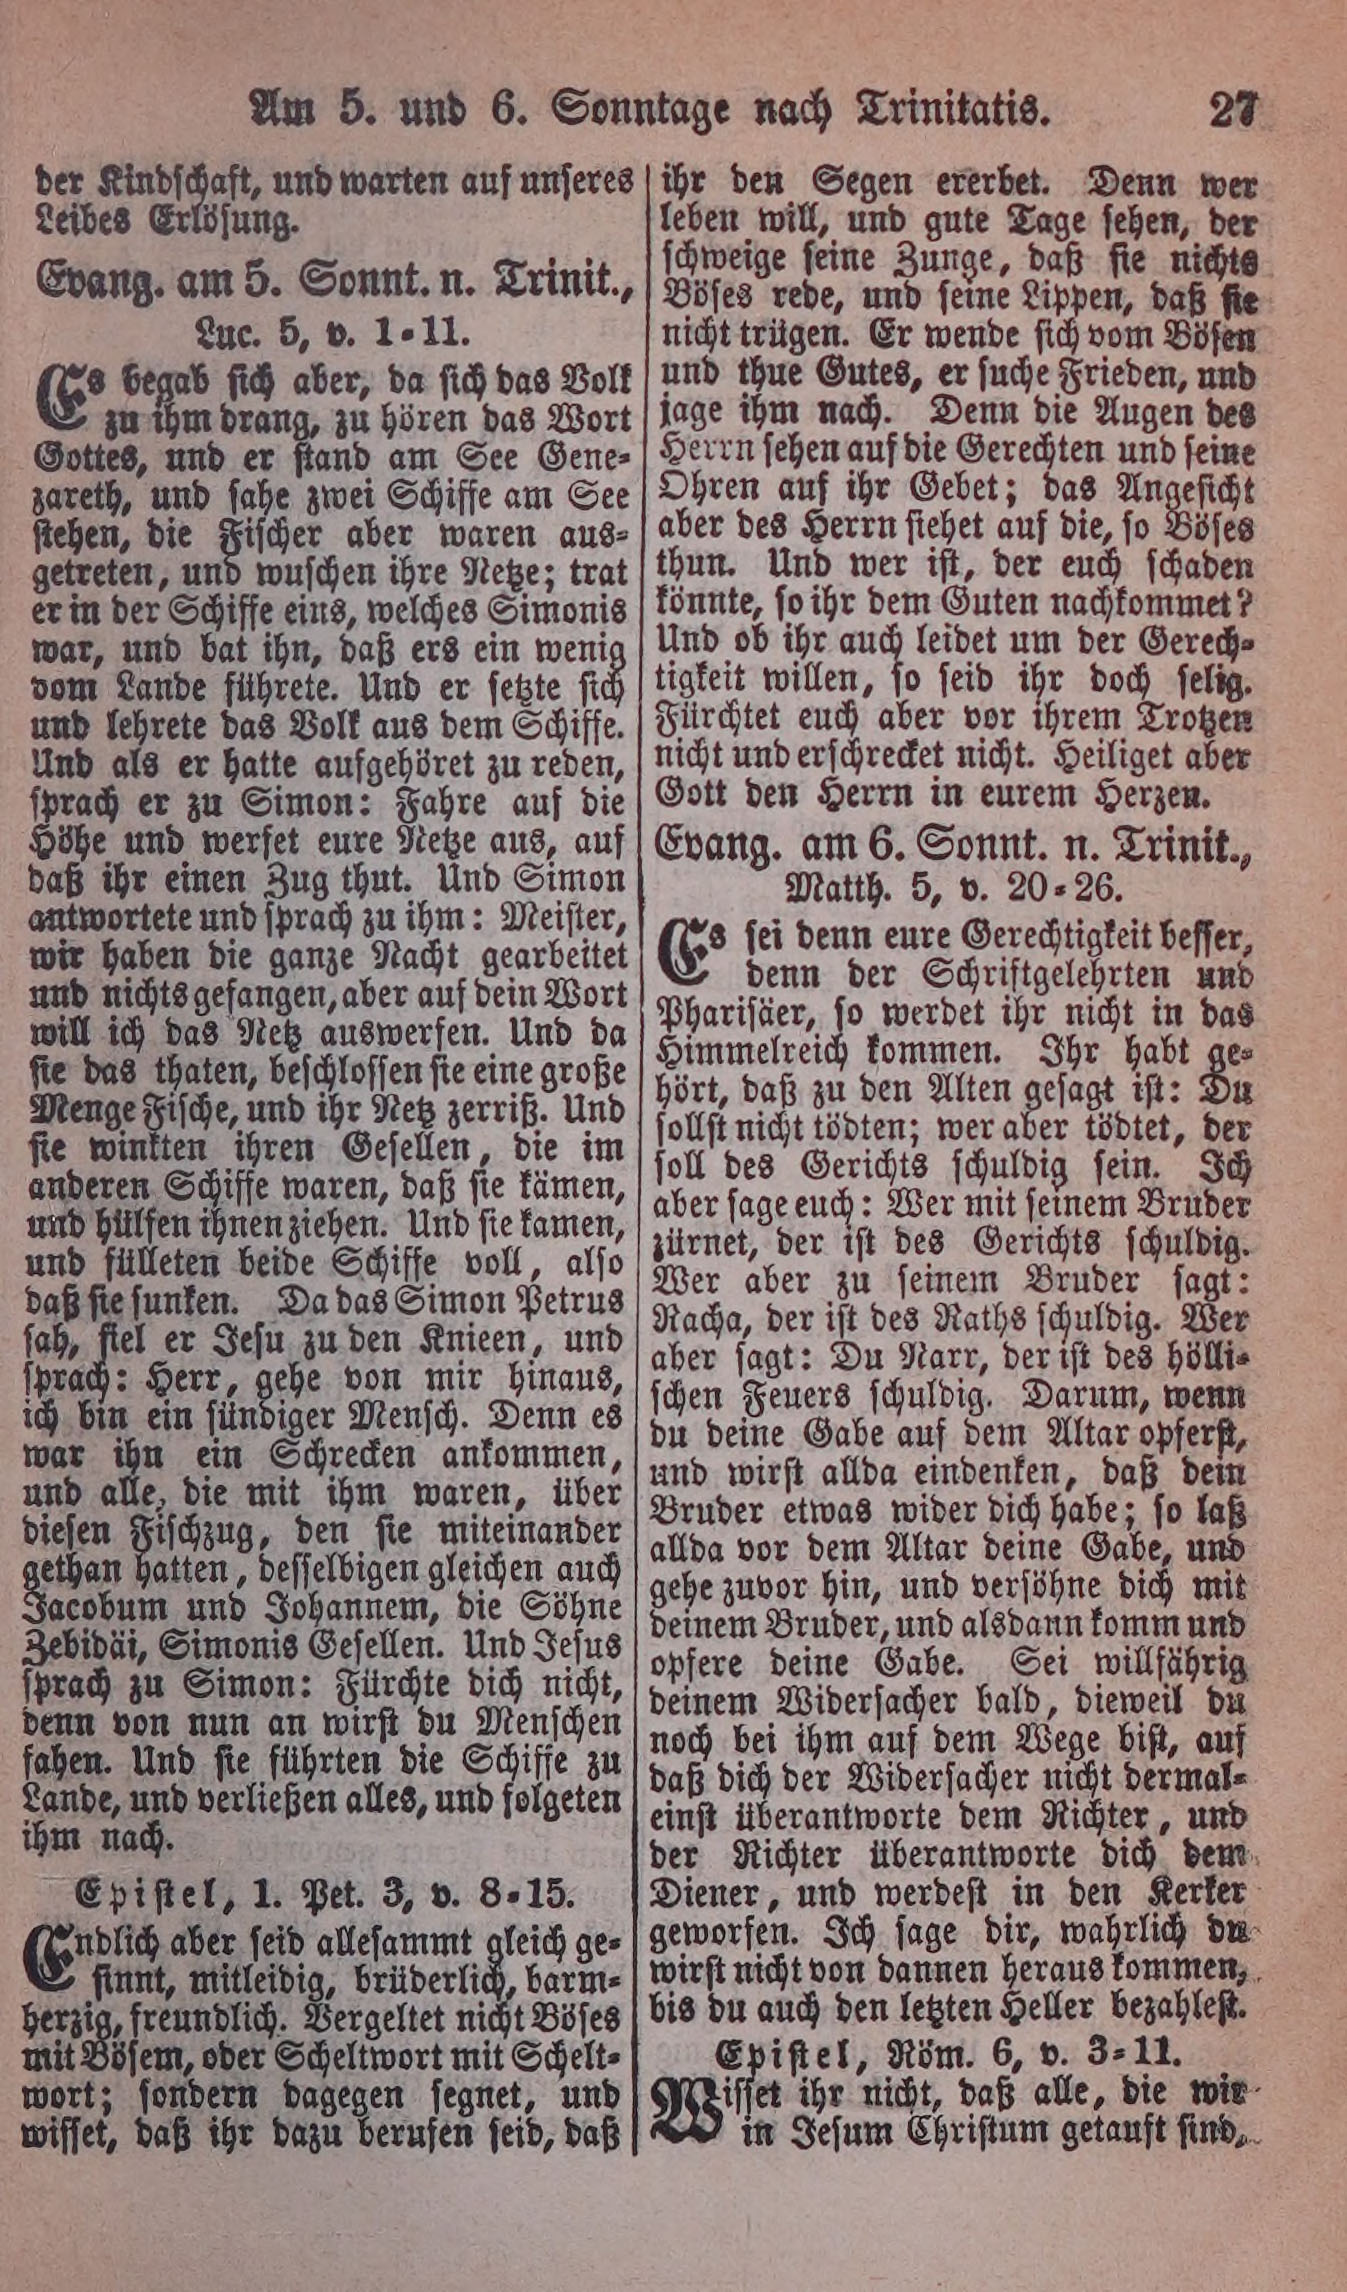 Am 5. und 6. Sonntage nach Trinitatis. 27
der Kindschaft, und warten auf unseres
Leibes Erlösung.
Evang. am 5. Sonnt. n. Trinit.,
Luc. 5, v. 1-11.
Es begab sich aber, da sich das Volk
zu ihm drang, zu hören das Wort
Gottes, und er stand am See Gene-
zareth, und sahe zwei Schiffe am See
stehen, die Fischer aber waren aus-
getreten, und wuschen ihre Netze; trat
er in der Schiffe eins, welches Simonis
war, und bat ihn, daß ers ein wenig
vom Lande führete. Und er setzte sich
und lehrete das Volk aus dem Schiffe.
Und als er hatte aufgehöret zu reden,
sprach er zu Simon: Fahre auf die
Höhe und werfet eure Netze aus, auf
daß ihr einen Zug thut. Und Simon
antwortete und sprach zu ihm: Meister,
wir haben die ganze Nacht gearbeitet
und nichts gefangen, aber auf dein Wort
will ich das Netz auswerfen. Und da
sie das thaten, beschlossen sie eine große
Menge Fische, und ihr Netz zerriß. Und
sie winkten ihren Gesellen, die im
anderen Schiffe waren, daß sie kämen,
und hülfen ihnen ziehen. Und sie kamen,
und fülleten beide Schiffe voll, also
daß sie sunken. Da das Simon Petrus
sah, fiel er Jesu zu den Knieen, und
sprach: Herr, gehe von mir hinaus,
ich bin ein sündiger Mensch. Denn es
war ihn ein Schrecken ankommen,
und alle, die mit ihm waren, über
diesen Fischzug, den sie miteinander
gethan hatten, desselbigen gleichen auch
Jacobum und Johannem, die Söhne
Zebidäi, Simonis Gesellen. Und Jesus
sprach zu Simon: Fürchte dich nicht,
denn von nun an wirst du Menschen
fahen. Und sie führten die Schiffe zu
Lande, und verließen alles, und folgeten
ihm nach.
Epistel, 1. Pet. 3, v. 8-15.
Endlich aber seid allesammt gleich ge-
sinnt, mitleidig, brüderlich, barm-
herzig, freundlich. Vergeltet nicht Böses
mit Bösem, oder Scheltwort mit Schelt-
wort; sondern dagegen segnet, und
wisset, daß ihr dazu berufen seid, daß
ihr den Segen ererbet. Denn wer
leben will, und gute Tage sehen, der
schweige seine Zunge, daß sie nichts
Böses rede, und seine Lippen, daß sie
nicht trügen. Er wende sich vom Bösen
und thue Gutes, er suche Frieden, und
jage ihm nach. Denn die Augen des
Herrn sehen auf die Gerechten und seine
Ohren auf ihr Gebet; das Angesicht
aber des Herrn siehet auf die, so Böses
thun. Und wer ist, der euch schaden
könnte, so ihr dem Guten nachkommet?
Und ob ihr auch leidet um der Gerech-
tigkeit willen, so seid ihr doch selig.
Fürchtet euch aber vor ihrem Trotzen
nicht und erschrecket nicht. Heiliget aber
Gott den Herrn in eurem Herzen.
Evang. am 6. Sonnt. n. Trinit.,
Matth. 5, v. 20-26.
Es sei denn eure Gerechtigkeit besser,
denn der Schriftgelehrten und
Pharisäer, so werdet ihr nicht in das
Himmelreich kommen. Ihr habt ge-
hört, daß zu den Alten gesagt ist: Du
sollst nicht tödten; wer aber tödtet, der
soll des Gerichts schuldig sein. Ich
aber sage euch: Wer mit seinem Bruder
zürnet, der ist des Gerichts schuldig.
Wer aber zu seinem Bruder sagt:
Racha, der ist des Raths schuldig. Wer
aber sagt: Du Narr, der ist des hölli-
schen Feuers schuldig. Darum, wenn
du deine Gabe auf dem Altar opferst,
und wirst allda eindenken, daß dein
Bruder etwas wider dich habe; so laß
allda vor dem Altar deine Gabe, und
gehe zuvor hin, und versöhne dich mit
deinem Bruder, und alsdann komm und
opfere deine Gabe. Sei willfährig
deinem Widersacher bald, dieweil du
noch bei ihm auf dem Wege bist, auf
daß dich der Widersacher nicht dermal-
einst überantworte dem Richter, und
der Richter überantworte dich dem
Diener, und werdest in den Kerker
geworfen. Ich sage dir, wahrlich du
wirst nicht von dannen heraus kommen,
bis du auch den letzten Heller bezahlest.
Epistel, Röm. 6, v. 3-11.
Wisset ihr nicht, daß alle, die wir
in Jesum Christum getauft sind,